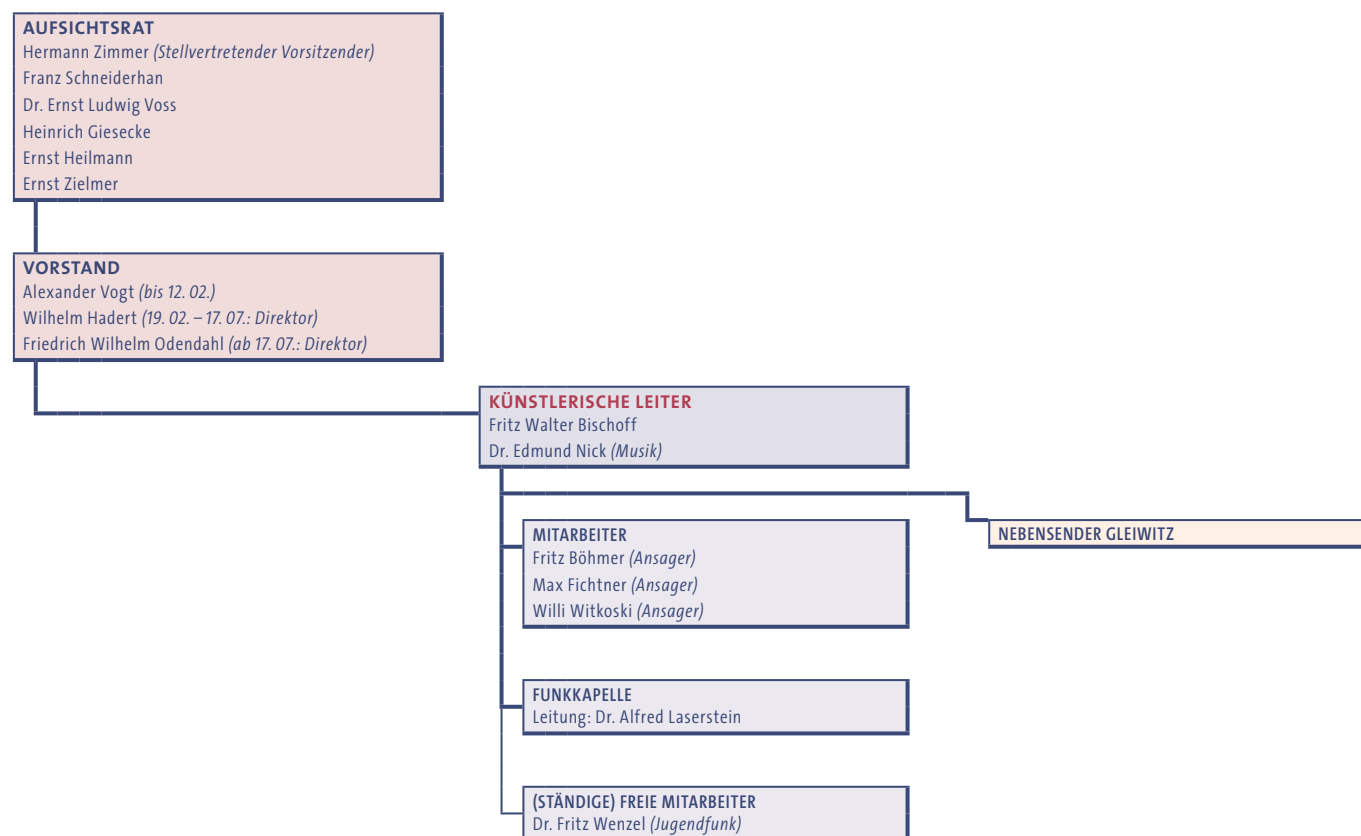 AUFSICHTSRAT
Hermann Zimmer (Stellvertretender Vorsitzender)
Franz Schneiderhan
Dr. Ernst Ludwig Voss
Heinrich Giesecke
Ernst Heilmann
Ernst Zielmer
VORSTAND
Alexander Vogt (bis 12. 02.)
Wilhelm Hadert (19. 02. – 17. 07.: Direktor)
Friedrich Wilhelm Odendahl (ab 17. 07.: Direktor)
KÜNSTLERISCHE LEITER
Fritz Walter Bischoff
Dr. Edmund Nick (Musik)
NEBENSENDER GLEIWITZ
MITARBEITER
Fritz Böhmer (Ansager)
Max Fichtner (Ansager)
Willi Witkoski (Ansager)
FUNKKAPELLE
Leitung: Dr. Alfred Laserstein
(STÄNDIGE) FREIE MITARBEITER
Dr. Fritz Wenzel (Jugendfunk)